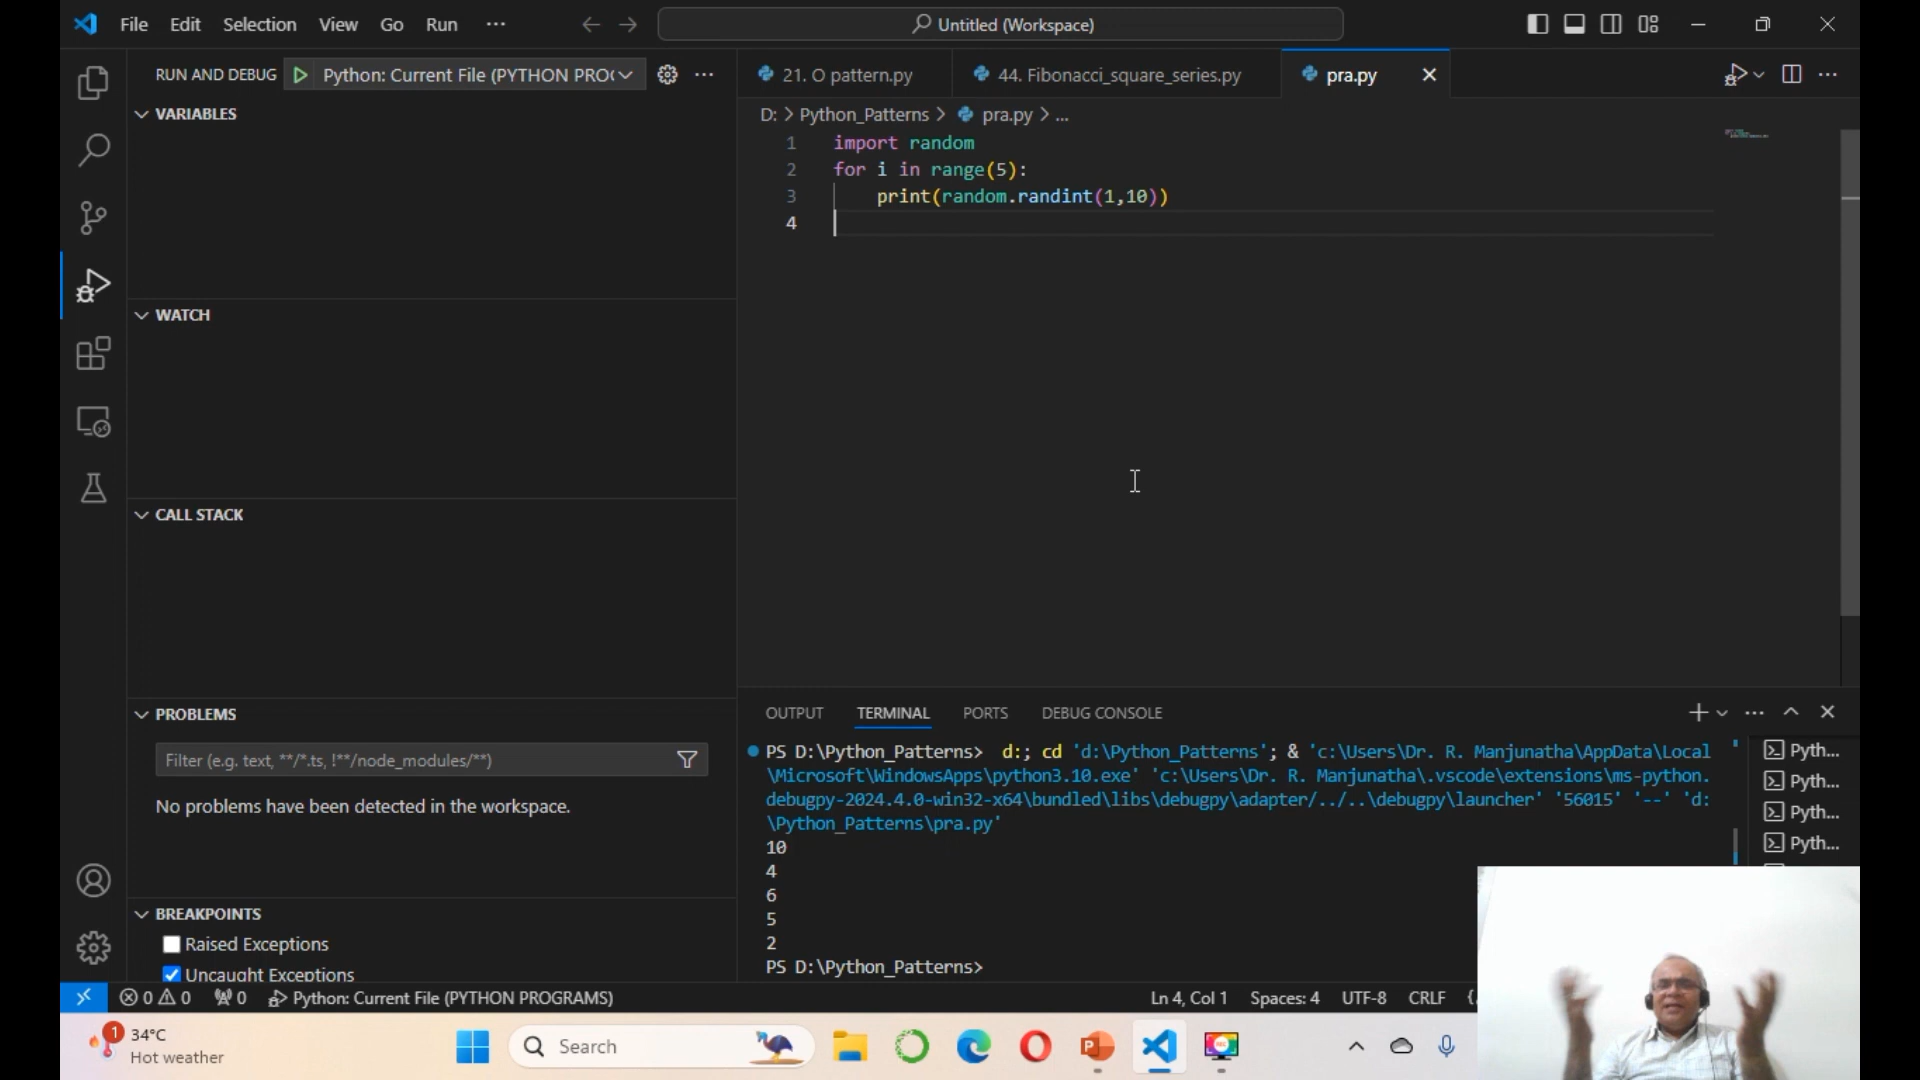 File Edit Selection View Go Run ···
Untitled (Workspace)
RUN AND DEBUG Python: Current File (PYTHON PRO
21. O pattern.py 44. Fibonacci_square_series.py pra.py
VARIABLES
D: > Python_Patterns > pra.py > ...
1 import random
2 for i in range(5):
3 print(random.randint(1,10))
4
WATCH
CALL STACK
PROBLEMS
Filter (e.g. text, **/*.ts, !**/node_modules/**)
No problems have been detected in the workspace.
BREAKPOINTS
Raised Exceptions
Uncaught Exceptions
OUTPUT TERMINAL PORTS DEBUG CONSOLE
PS D:\Python_Patterns> d:; cd 'd:\Python_Patterns'; & 'c:\Users\Dr. R. Manjunatha\AppData\Local
\Microsoft\WindowsApps\python3.10.exe' 'c:\Users\Dr. R. Manjunatha\.vscode\extensions\ms-python.
debugpy-2024.4.0-win32-x64\bundled\libs\debugpy\adapter/../..\debugpy\launcher' '56015' '--' 'd:
\Python_Patterns\pra.py'
10
4
6
5
2
PS D:\Python_Patterns>
Pyth...
Pyth...
Pyth...
Pyth...
0 0 0 Python: Current File (PYTHON PROGRAMS) Ln 4, Col 1 Spaces: 4 UTF-8 CRLF {
1 34°C
Hot weather
Search